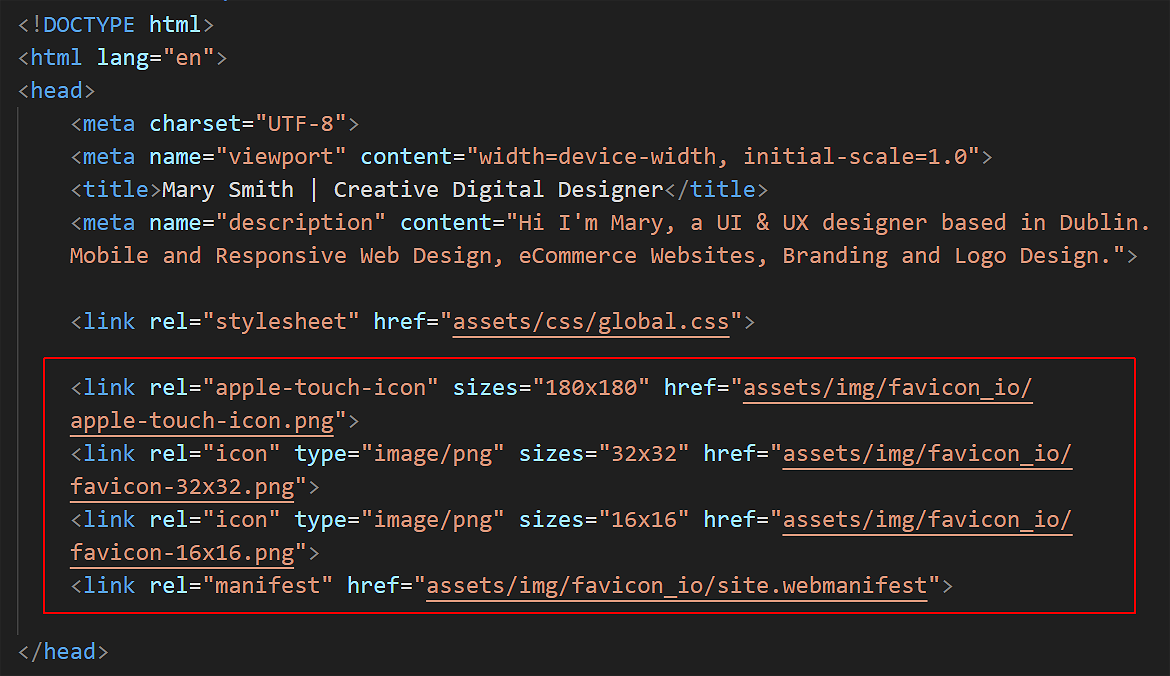 <!DOCTYPE html>
<html lang="en">
<head>
<meta charset="UTF-8">
<meta name="viewport" content="width=device-width, initial-scale=1.0">
<title>Mary Smith | Creative Digital Designer</title>
<meta name="description" content="Hi I'm Mary, a UI & UX designer based in Dublin.
Mobile and Responsive Web Design, eCommerce Websites, Branding and Logo Design.">
<link rel="stylesheet" href="assets/css/global.css">
<link rel="apple-touch-icon" sizes="180x180" href="assets/img/favicon_io/
apple-touch-icon.png">
<link rel="icon" type="image/png" sizes="32x32" href="assets/img/favicon_io/
favicon-32x32.png">
<link rel="icon" type="image/png" sizes="16x16" href="assets/img/favicon_io/
favicon-16x16.png">
<link rel="manifest" href="assets/img/favicon_io/site.webmanifest">
</head>